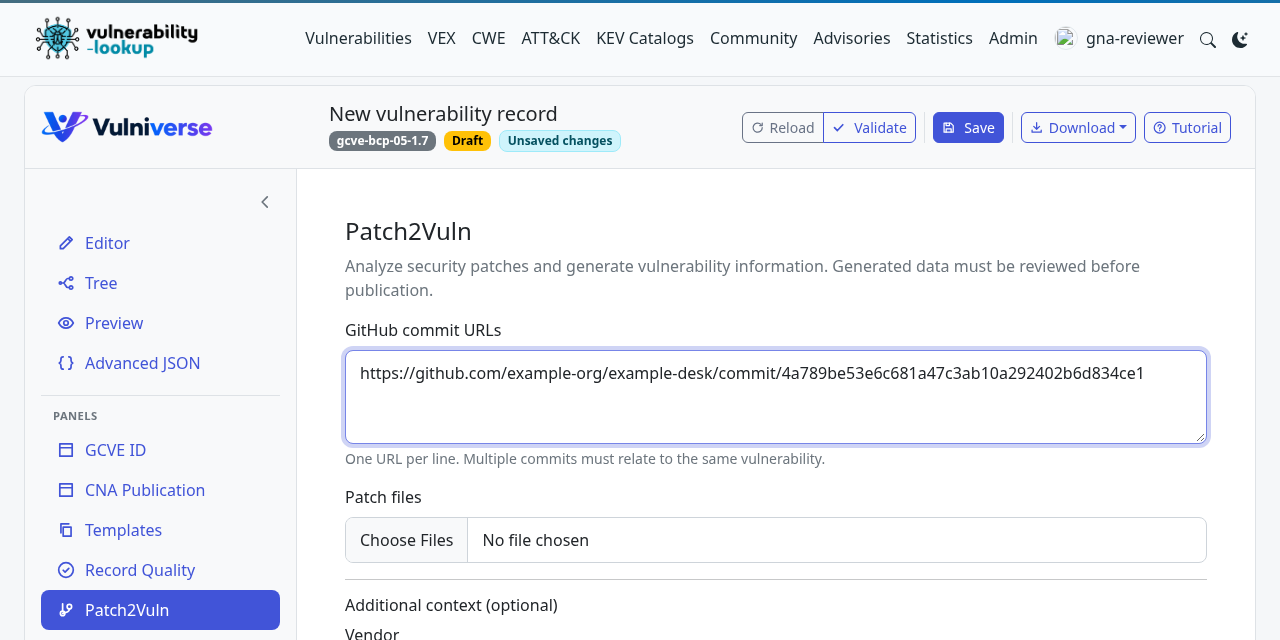 vulnerability
-lookup
Vulnerabilities VEX CWE ATT&CK KEV Catalogs Community Advisories Statistics Admin gna-reviewer
Vulniverse
New vulnerability record
gcve-bcp-05-1.7 Draft Unsaved changes
Reload Validate Save Download Tutorial
Editor
Tree
Preview
Advanced JSON
PANELS
GCVE ID
CNA Publication
Templates
Record Quality
Patch2Vuln
Patch2Vuln
Analyze security patches and generate vulnerability information. Generated data must be reviewed before
publication.
GitHub commit URLs
https://github.com/example-org/example-desk/commit/4a789be53e6c681a47c3ab10a292402b6d834ce1
One URL per line. Multiple commits must relate to the same vulnerability.
Patch files
Choose Files No file chosen
Additional context (optional)
Vendor